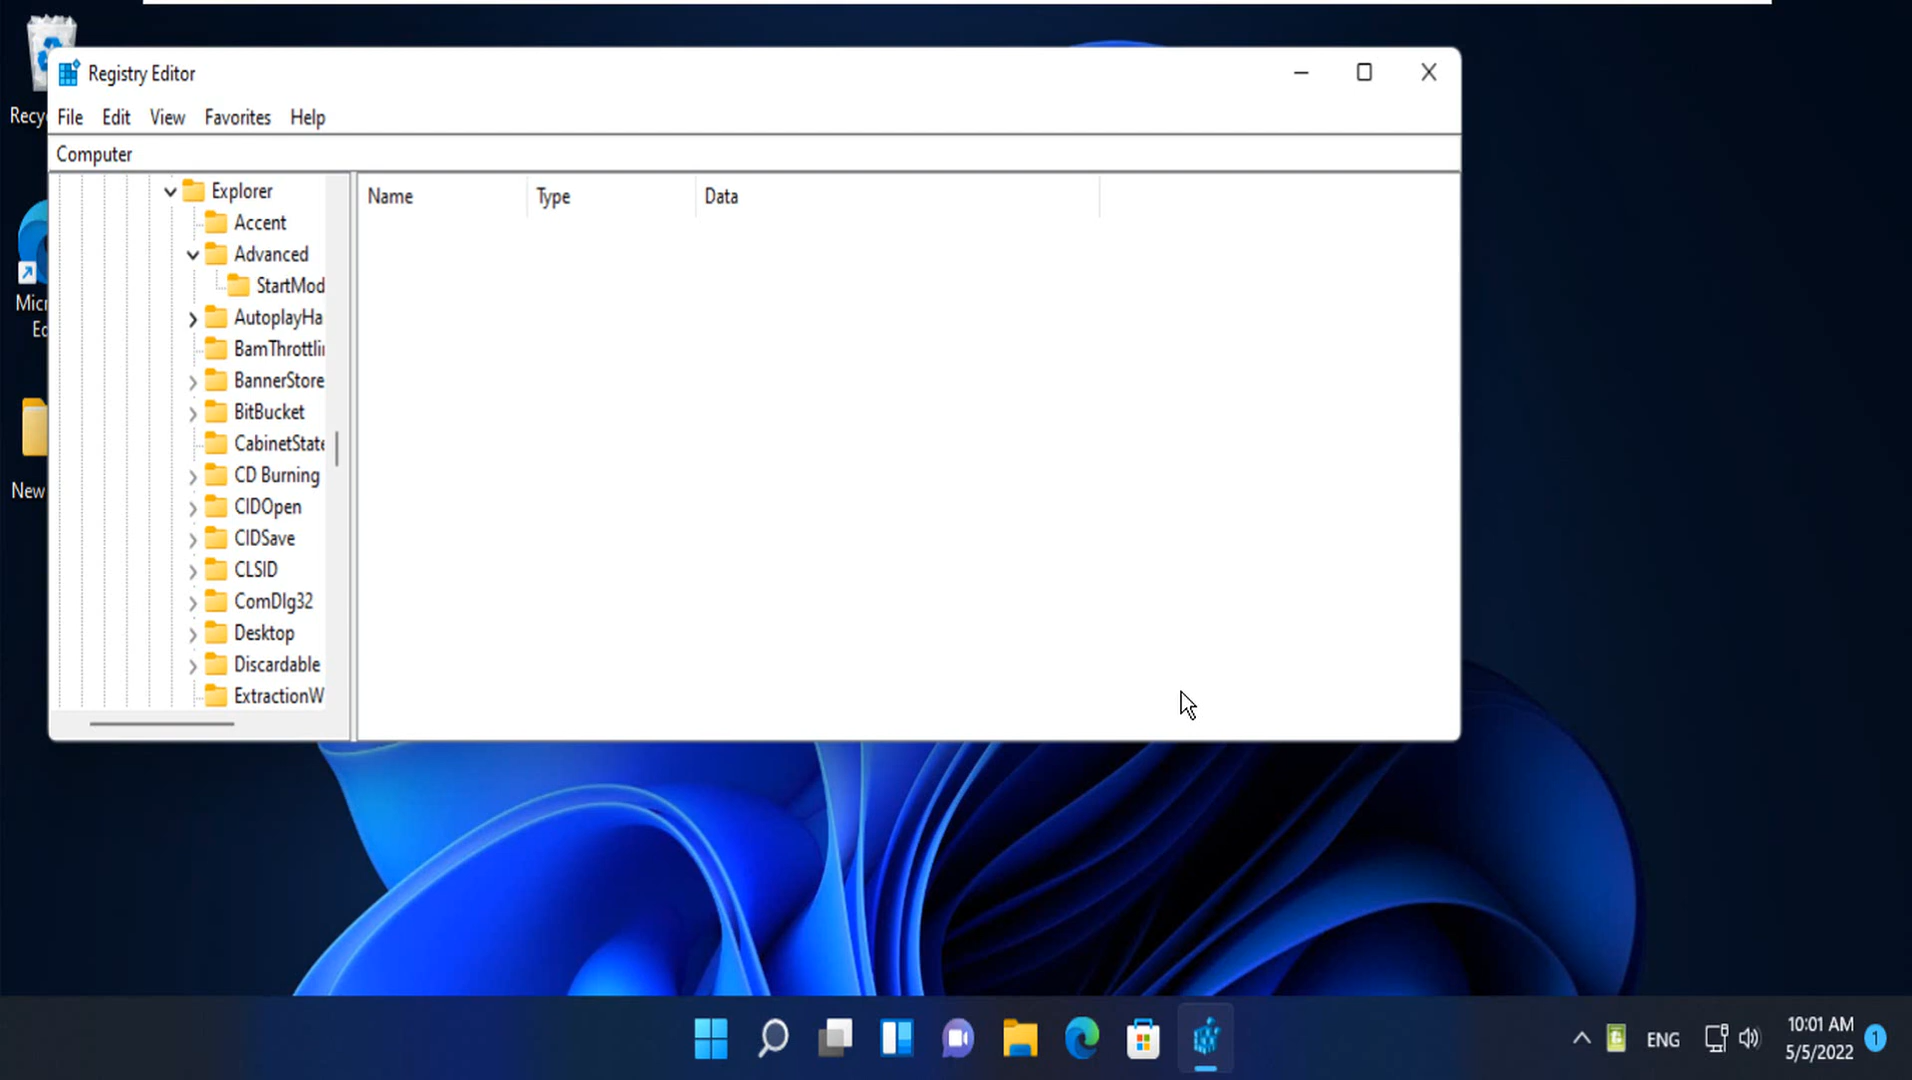 Registry Editor
File Edit View Favorites Help
Computer
Name Type Data
Explorer
Accent
Advanced
StartMod
AutoplayHa
BamThrottlin
BannerStore
BitBucket
CabinetState
CD Burning
CIDOpen
CIDSave
CLSID
ComDlg32
Desktop
Discardable
ExtractionW
Recy
Micr
Ed
New
ENG
10:01 AM
5/5/2022
1